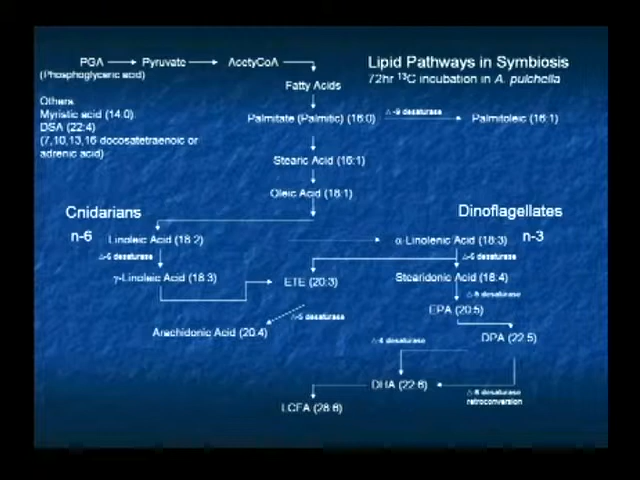 PGA → Pyruvate → AcetyCoA
(Phosphoglyceric acid)
Lipid Pathways in Symbiosis
72hr ¹³C incubation in A. pulchella
Fatty Acids
Others
Myristic acid (14:0)
DSA (22:4)
(7,10,13,16 docosatetraenoic or
adrenic acid)
Palmitate (Palmitic) (16:0)
Δ-9 desaturase
Palmitoleic (16:1)
Stearic Acid (16:1)
Oleic Acid (18:1)
Cnidarians
Dinoflagellates
n-6
Linoleic Acid (18:2)
α-Linolenic Acid (18:3)
n-3
Δ-6 desaturase
Δ-6 desaturase
γ-Linoleic Acid (18:3)
ETE (20:3)
Stearidonic Acid (18:4)
Δ-5 desaturase
EPA (20:5)
Δ-5 desaturase
Arachidonic Acid (20:4)
Δ-4 desaturase
DPA (22:5)
DHA (22:6)
desaturase
retroconversion
LCFA (28:8)